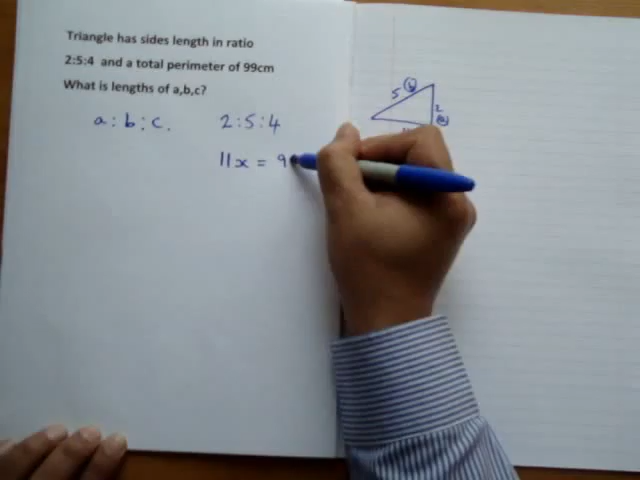 Triangle has sides length in ratio
2:5:4 and a total perimeter of 99cm
What is lengths of a,b,c?
a : b : c. 2 : 5 : 4
11x = 9
5 b
2
a